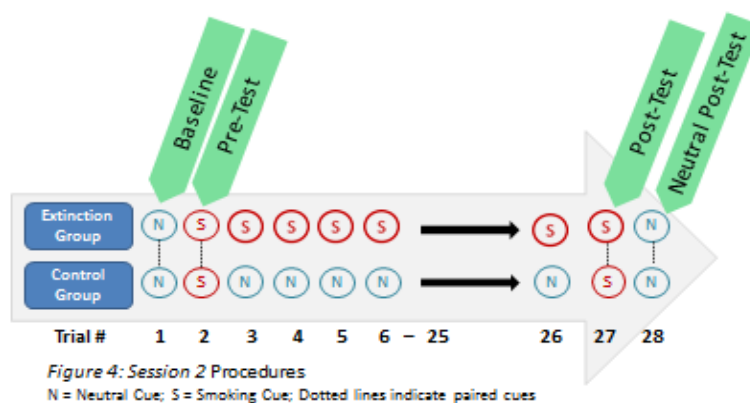 Baseline
Pre-Test
Post-Test
Neutral Post-Test
Extinction
Group
N S S S S S S S N
Control
Group
N S N N N N N S N
Trial # 1 2 3 4 5 6 – 25 26 27 28
Figure 4: Session 2 Procedures
N = Neutral Cue; S = Smoking Cue; Dotted lines indicate paired cues